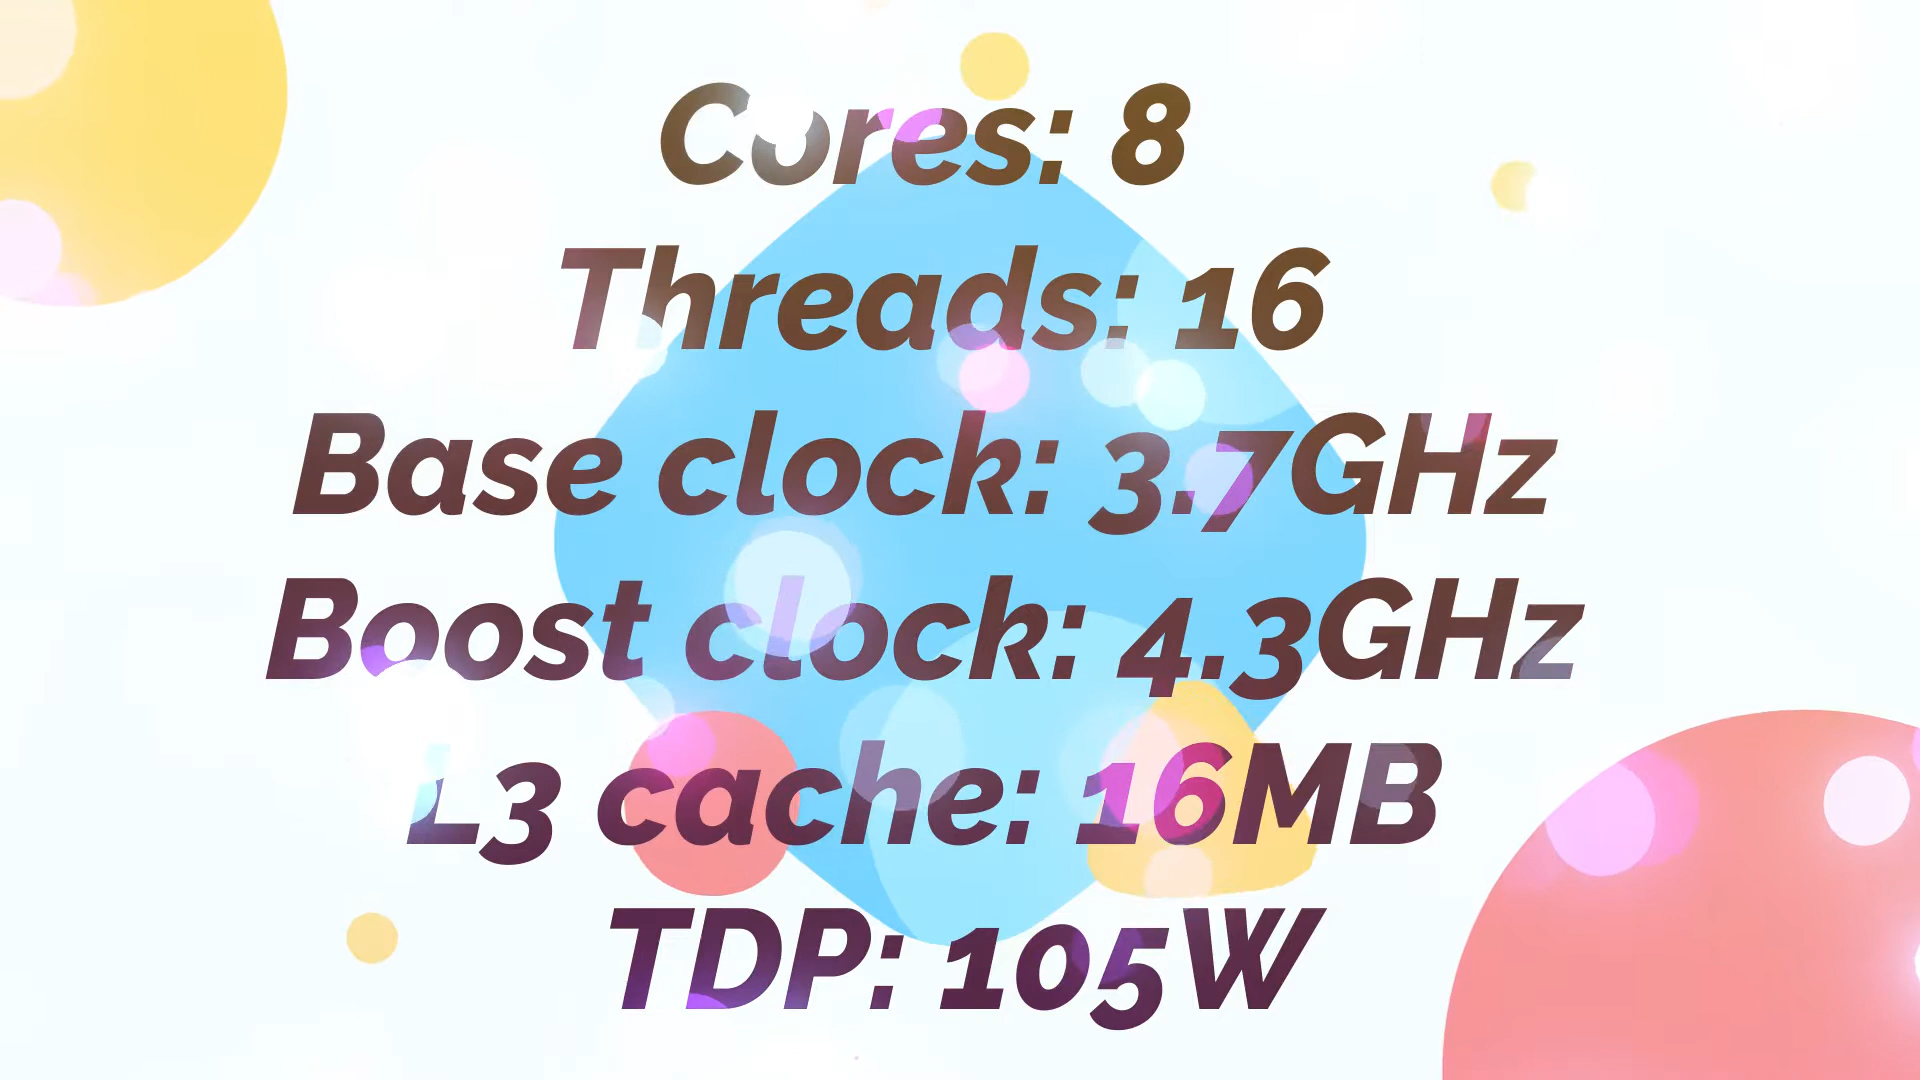 Cores: 8
Threads: 16
Base clock: 3.7GHz
Boost clock: 4.3GHz
L3 cache: 16MB
TDP: 105W